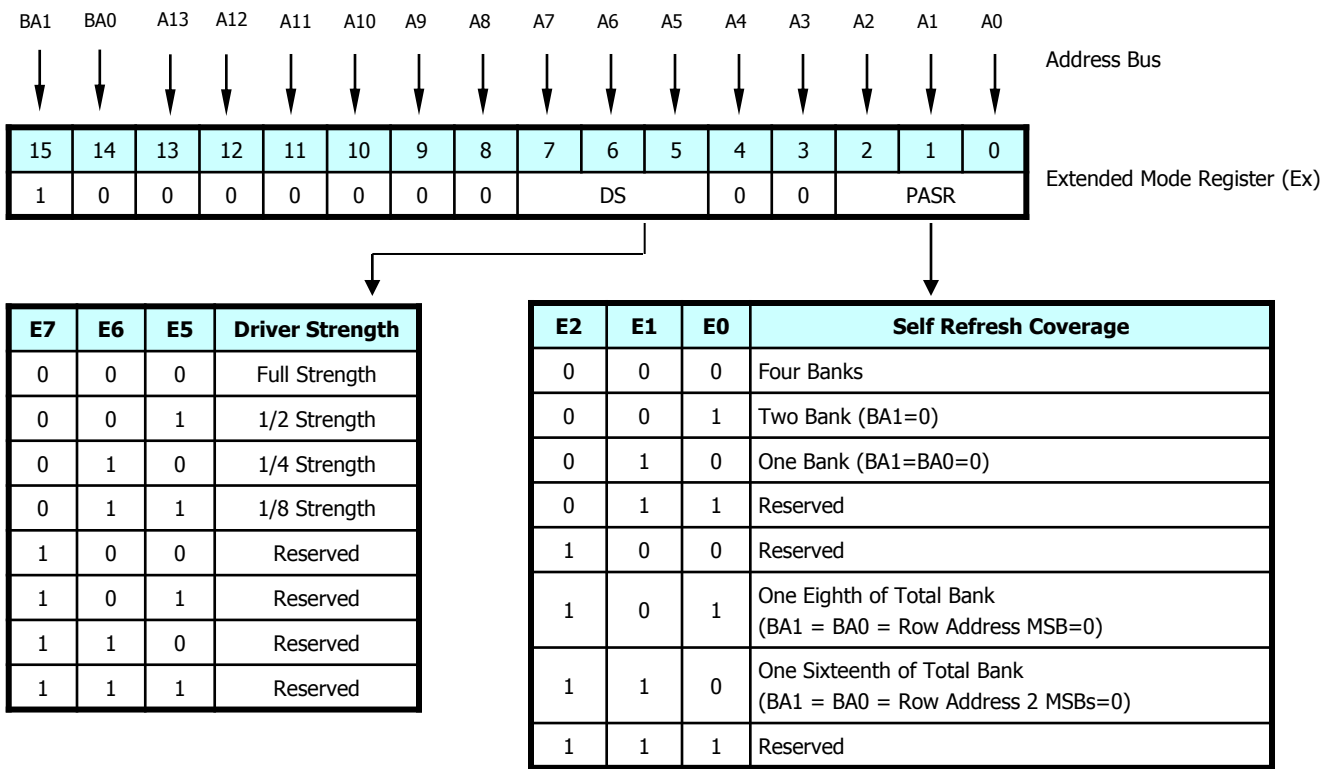 BA1 BA0 A13 A12 A11 A10 A9 A8 A7 A6 A5 A4 A3 A2 A1 A0
Address Bus
15 14 13 12 11 10 9 8 7 6 5 4 3 2 1 0
1 0 0 0 0 0 0 0 DS 0 0 PASR
Extended Mode Register (Ex)
E7 E6 E5 Driver Strength
0 0 0 Full Strength
0 0 1 1/2 Strength
0 1 0 1/4 Strength
0 1 1 1/8 Strength
1 0 0 Reserved
1 0 1 Reserved
1 1 0 Reserved
1 1 1 Reserved
E2 E1 E0 Self Refresh Coverage
0 0 0 Four Banks
0 0 1 Two Bank (BA1=0)
0 1 0 One Bank (BA1=BA0=0)
0 1 1 Reserved
1 0 0 Reserved
1 0 1 One Eighth of Total Bank
(BA1 = BA0 = Row Address MSB=0)
1 1 0 One Sixteenth of Total Bank
(BA1 = BA0 = Row Address 2 MSBs=0)
1 1 1 Reserved